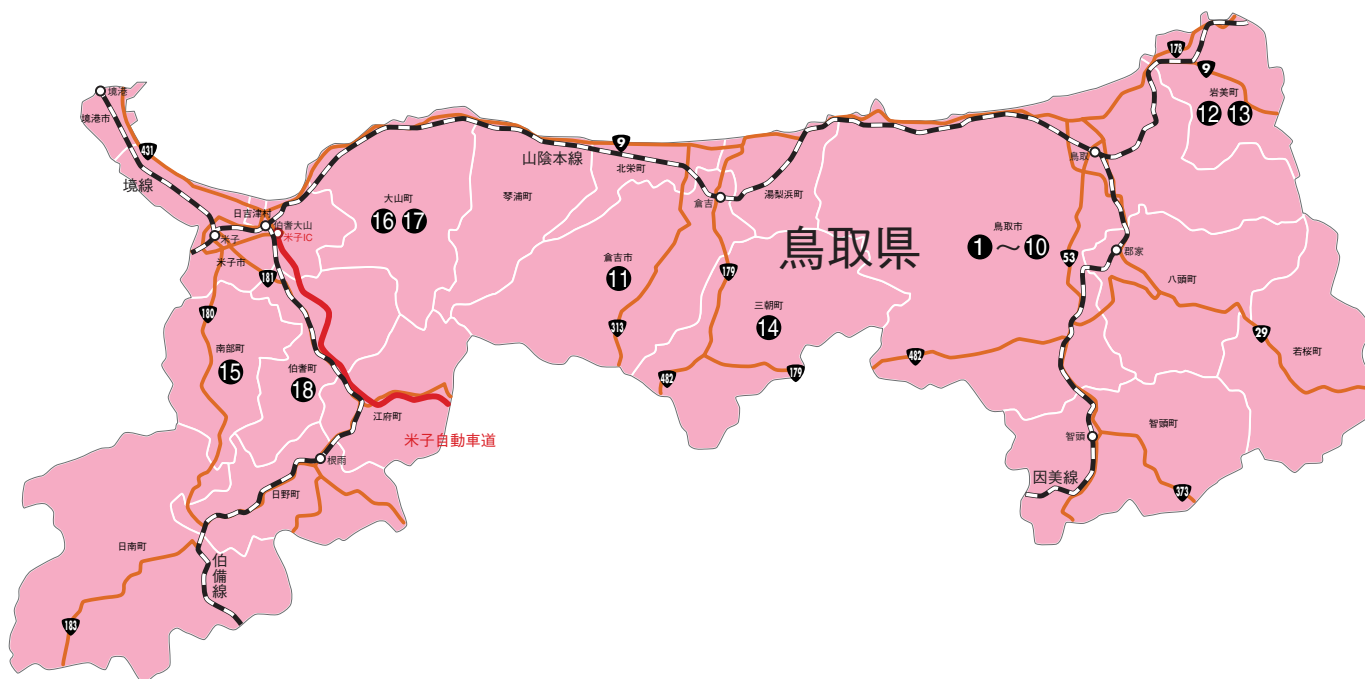 178
9
岩美町
12 13
境港
境港市
431
境線
9
山陰本線
北栄町
鳥取
日吉津村
伯耆大山
米子IC
米子
米子市
181
大山町
16 17
琴浦町
倉吉
湯梨浜町
鳥取県
鳥取市
1～10
53
郡家
八頭町
倉吉市
11
179
180
313
三朝町
14
29
若桜町
南部町
15
伯耆町
18
482
179
482
江府町
米子自動車道
智頭町
智頭
根雨
因美線
373
日野町
日南町
伯備線
183